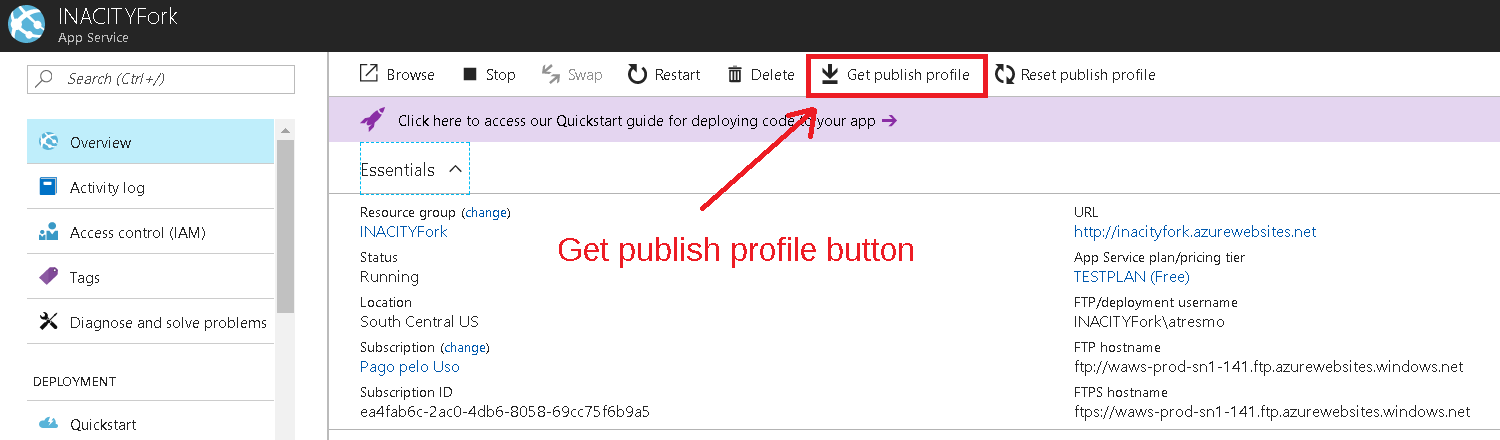 INACITYFork
App Service
Search (Ctrl+/)
Overview
Activity log
Access control (IAM)
Tags
Diagnose and solve problems
DEPLOYMENT
Quickstart
Browse Stop Swap Restart Delete Get publish profile Reset publish profile
Click here to access our Quickstart guide for deploying code to your app
Essentials
Resource group (change)
INACITYFork
Status
Running
Location
South Central US
Subscription (change)
Pago pelo Uso
Subscription ID
ea4fab6c-2ac0-4db6-8058-69cc75f6b9a5
URL
http://inacityfork.azurewebsites.net
App Service plan/pricing tier
TESTPLAN (Free)
FTP/deployment username
INACITYFork\atresmo
FTP hostname
ftp://waws-prod-sn1-141.ftp.azurewebsites.windows.net
FTPS hostname
ftps://waws-prod-sn1-141.ftp.azurewebsites.windows.net
Get publish profile button